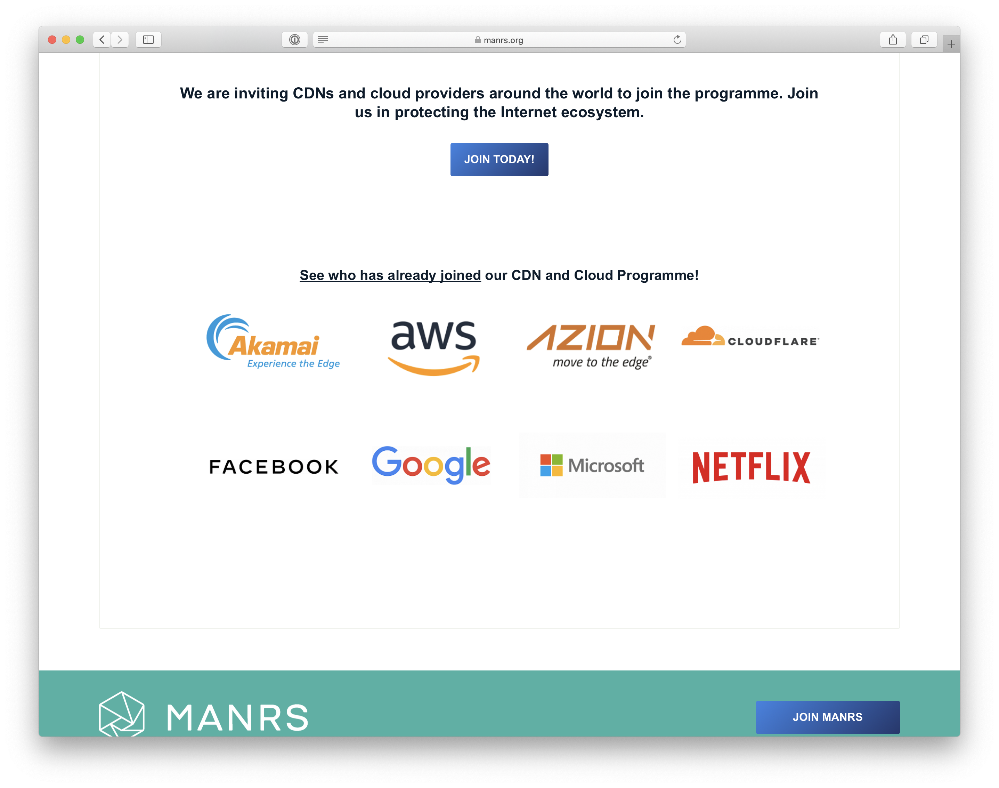 manrs.org
We are inviting CDNs and cloud providers around the world to join the programme. Join
us in protecting the Internet ecosystem.
JOIN TODAY!
See who has already joined our CDN and Cloud Programme!
Akamai
Experience the Edge
aws
AZION
move to the edge®
CLOUDFLARE
FACEBOOK
Google
Microsoft
NETFLIX
MANRS
JOIN MANRS